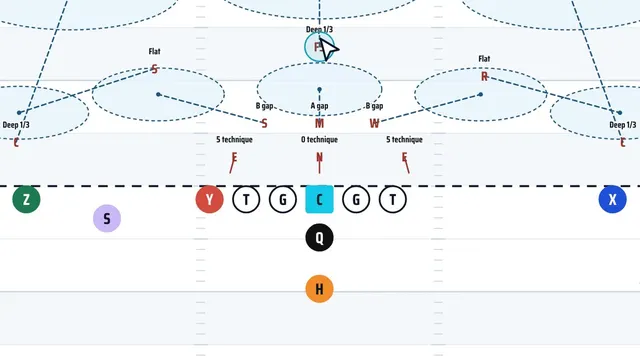 Deep 1/3
Flat
Flat
S
R
B gap
A gap
B gap
Deep 1/3
S
M
W
Deep 1/3
C
C
5 technique
0 technique
5 technique
E
N
E
Z
Y
T
G
C
G
T
X
S
Q
H